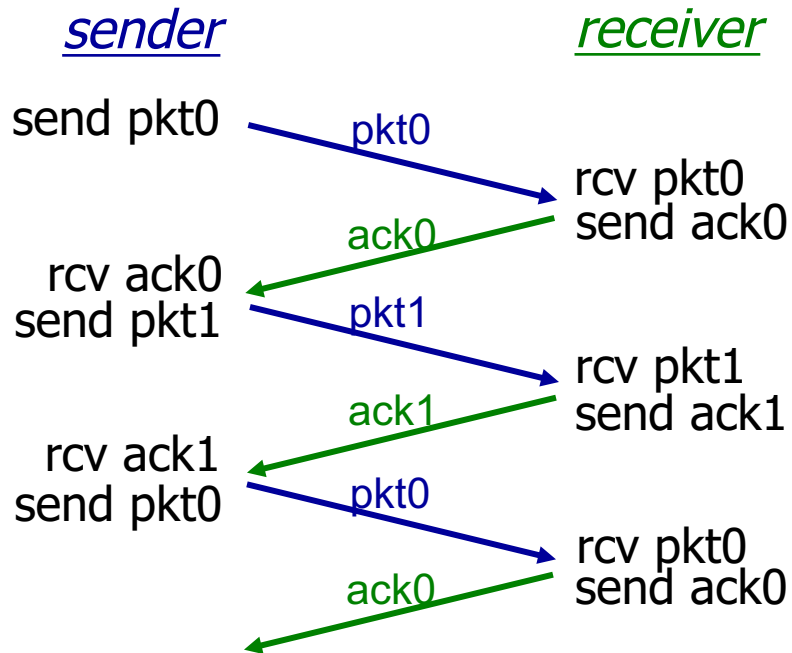 sender
receiver
send pkt0
pkt0
rcv pkt0
send ack0
ack0
rcv ack0
send pkt1
pkt1
rcv pkt1
send ack1
ack1
rcv ack1
send pkt0
pkt0
rcv pkt0
send ack0
ack0